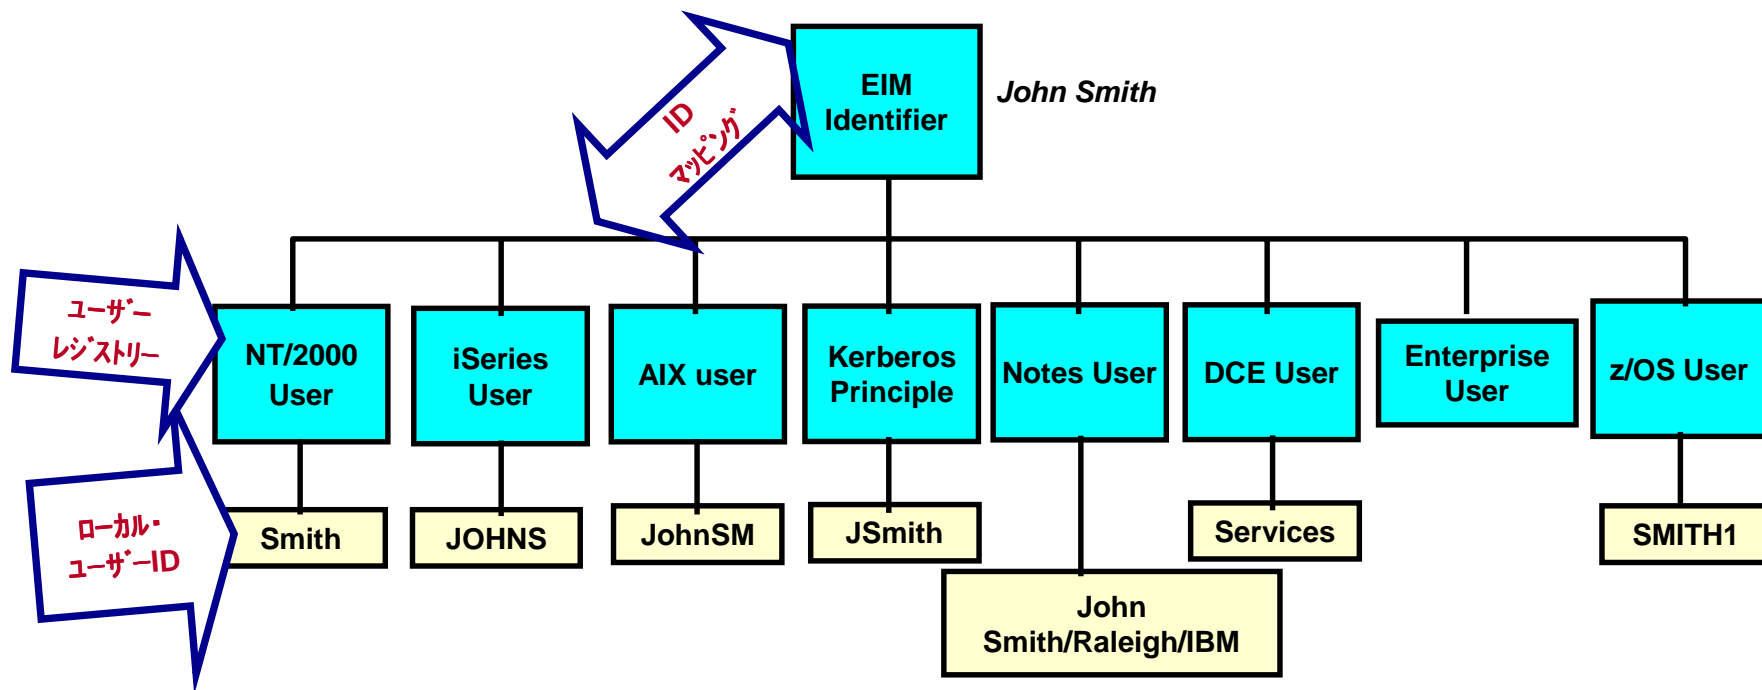 EIM
Identifier
John Smith
ID
マッピング
ユーザー
レジストリー
NT/2000
User
iSeries
User
AIX user
Kerberos
Principle
Notes User
DCE User
Enterprise
User
z/OS User
ローカル・
ユーザーID
Smith
JOHNS
JohnSM
JSmith
Services
SMITH1
John
Smith/Raleigh/IBM